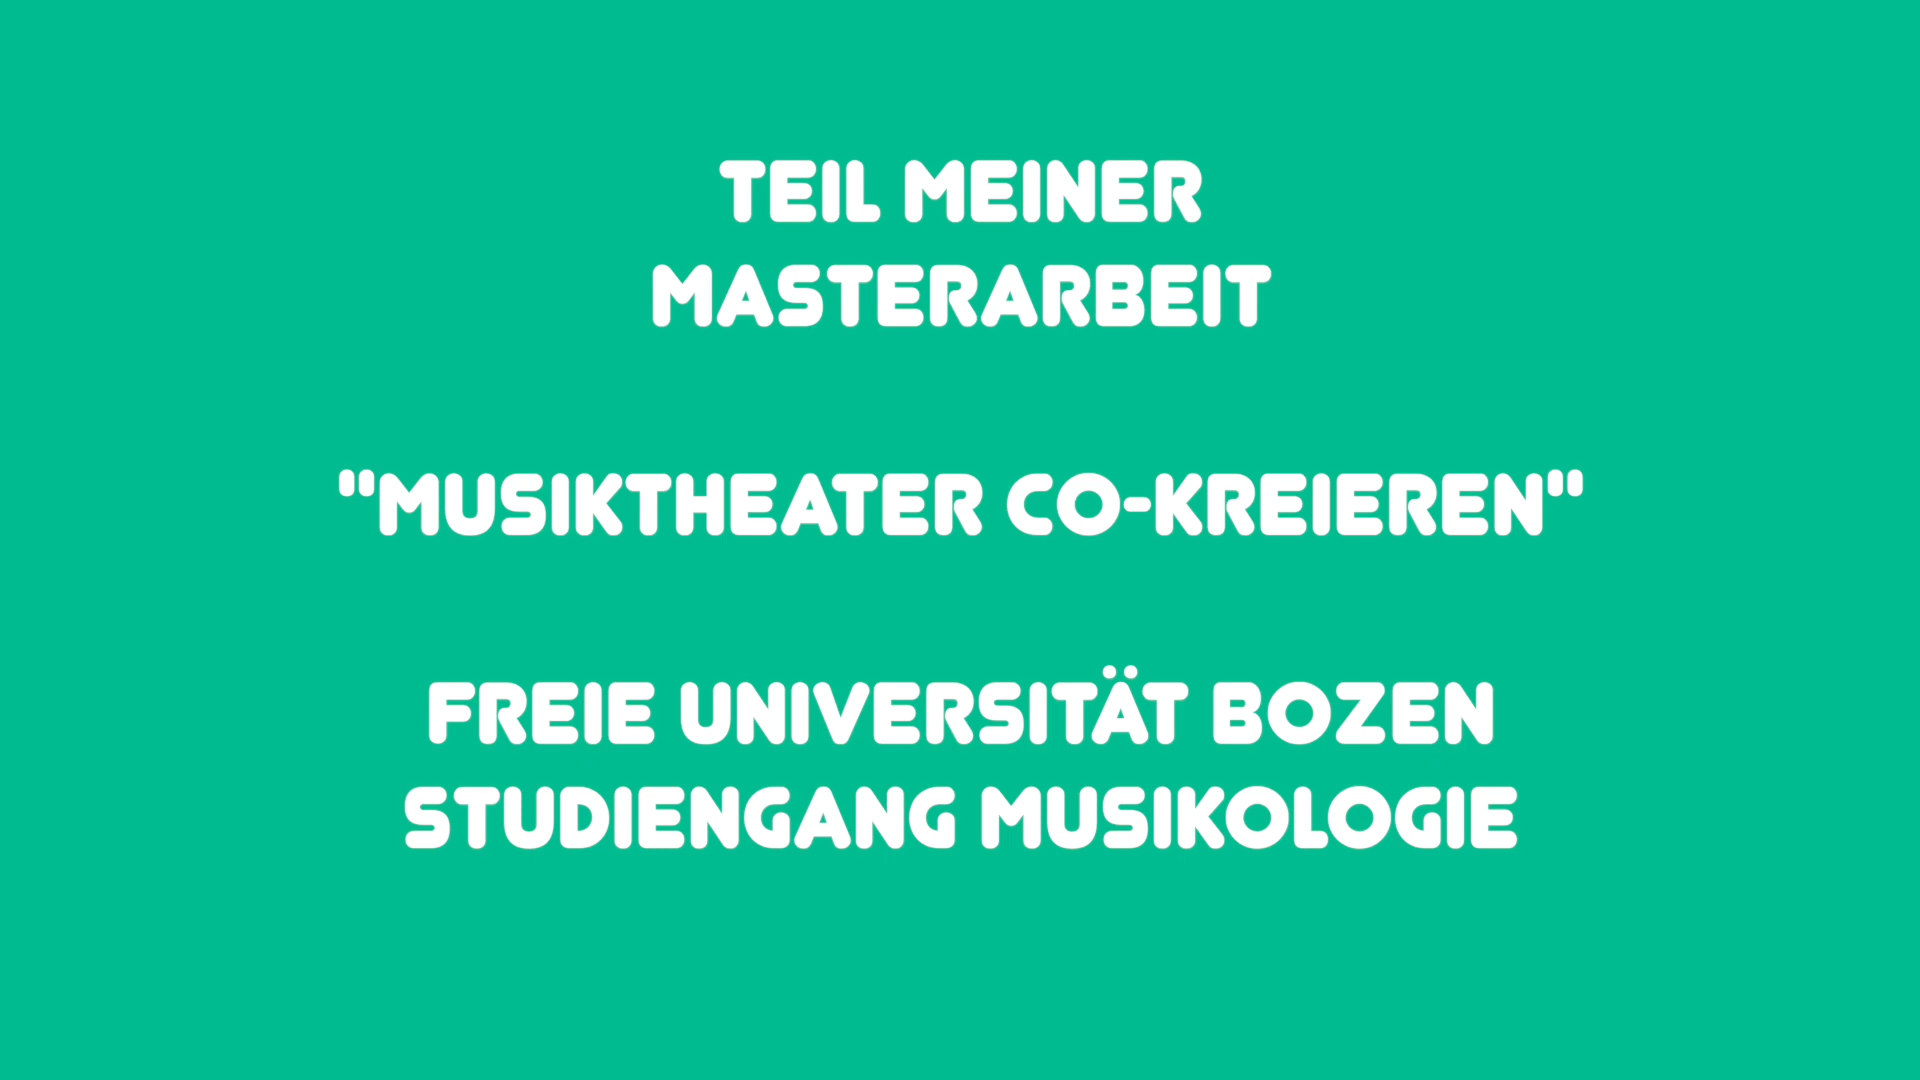 TEIL MEINER
MASTERARBEIT
"MUSIKTHEATER CO-KREIEREN"
FREIE UNIVERSITÄT BOZEN
STUDIENGANG MUSIKOLOGIE